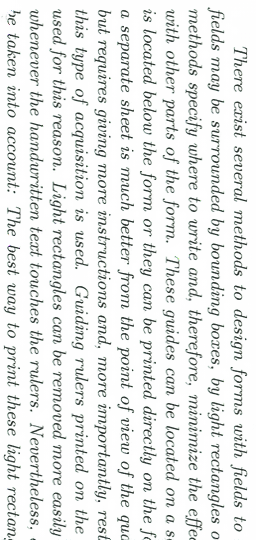 There exist several methods to design forms with fields to
fields may be surrounded by bounding boxes, by light rectangles o
methods specify where to write and, therefore, minimize the effec
with other parts of the form. These guides can be located on a s
is located below the form or they can be printed directly on the fo
a separate sheet is much better from the point of view of the qua
but requires giving more instructions and, more importantly, rest
this type of acquisition is used. Guiding rulers printed on the
used for this reason. Light rectangles can be removed more easily
whenever the handwritten text touches the rulers. Nevertheless,
be taken into account: The best way to print these light rectan